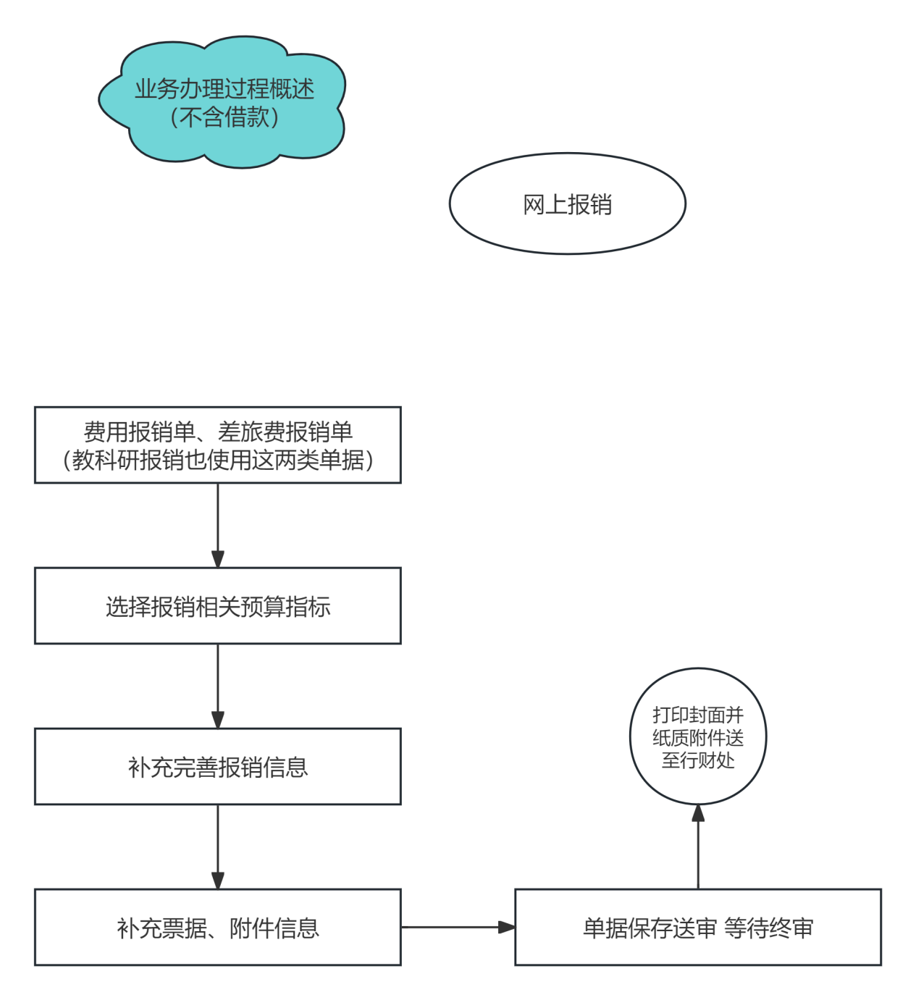 业务办理过程概述
（不含借款）
网上报销
费用报销单、差旅费报销单
（教科研报销也使用这两类单据）
选择报销相关预算指标
补充完善报销信息
补充票据、附件信息
单据保存送审 等待终审
打印封面并
纸质附件送
至行财处